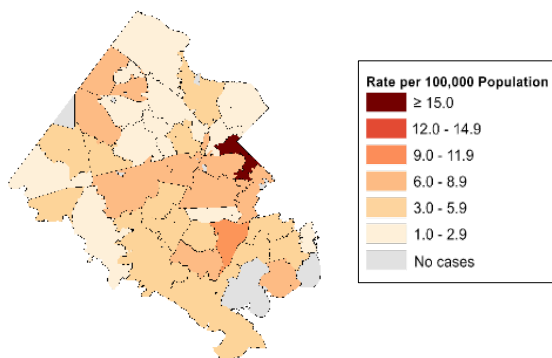 Rate per 100,000 Population
≥ 15.0
12.0 - 14.9
9.0 - 11.9
6.0 - 8.9
3.0 - 5.9
1.0 - 2.9
No cases